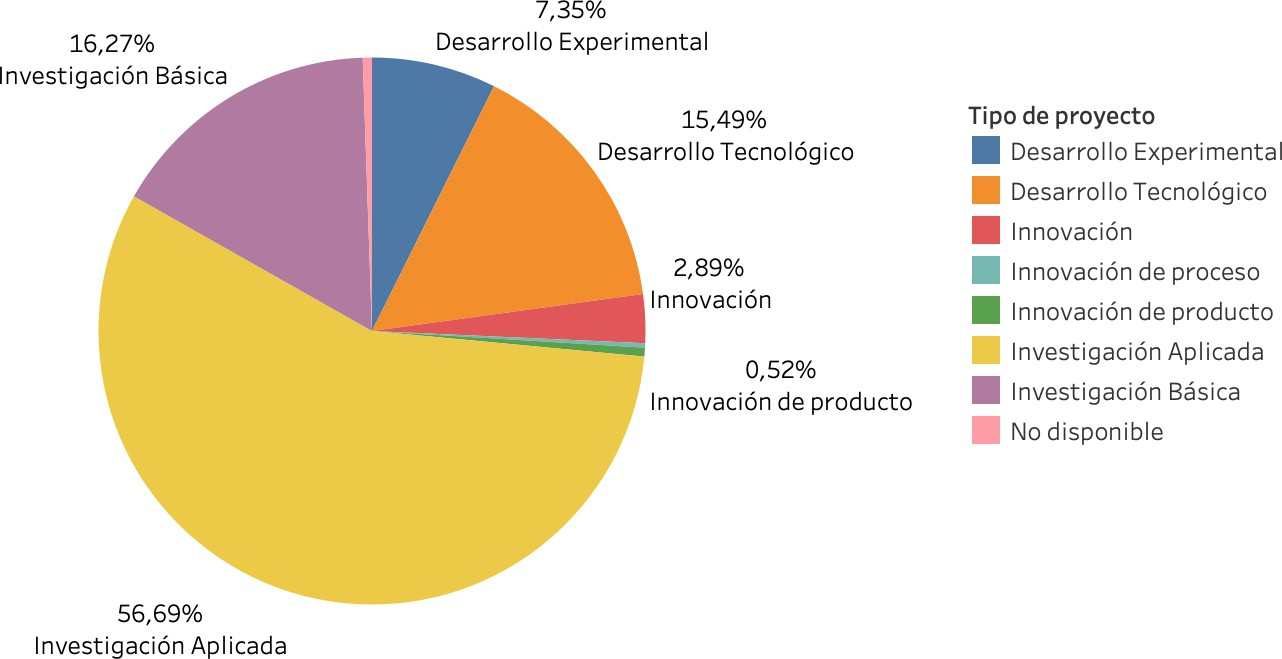 7,35%
Desarrollo Experimental
16,27%
Investigación Básica
15,49%
Desarrollo Tecnológico
2,89%
Innovación
0,52%
Innovación de producto
56,69%
Investigación Aplicada
Tipo de proyecto
Desarrollo Experimental
Desarrollo Tecnológico
Innovación
Innovación de proceso
Innovación de producto
Investigación Aplicada
Investigación Básica
No disponible